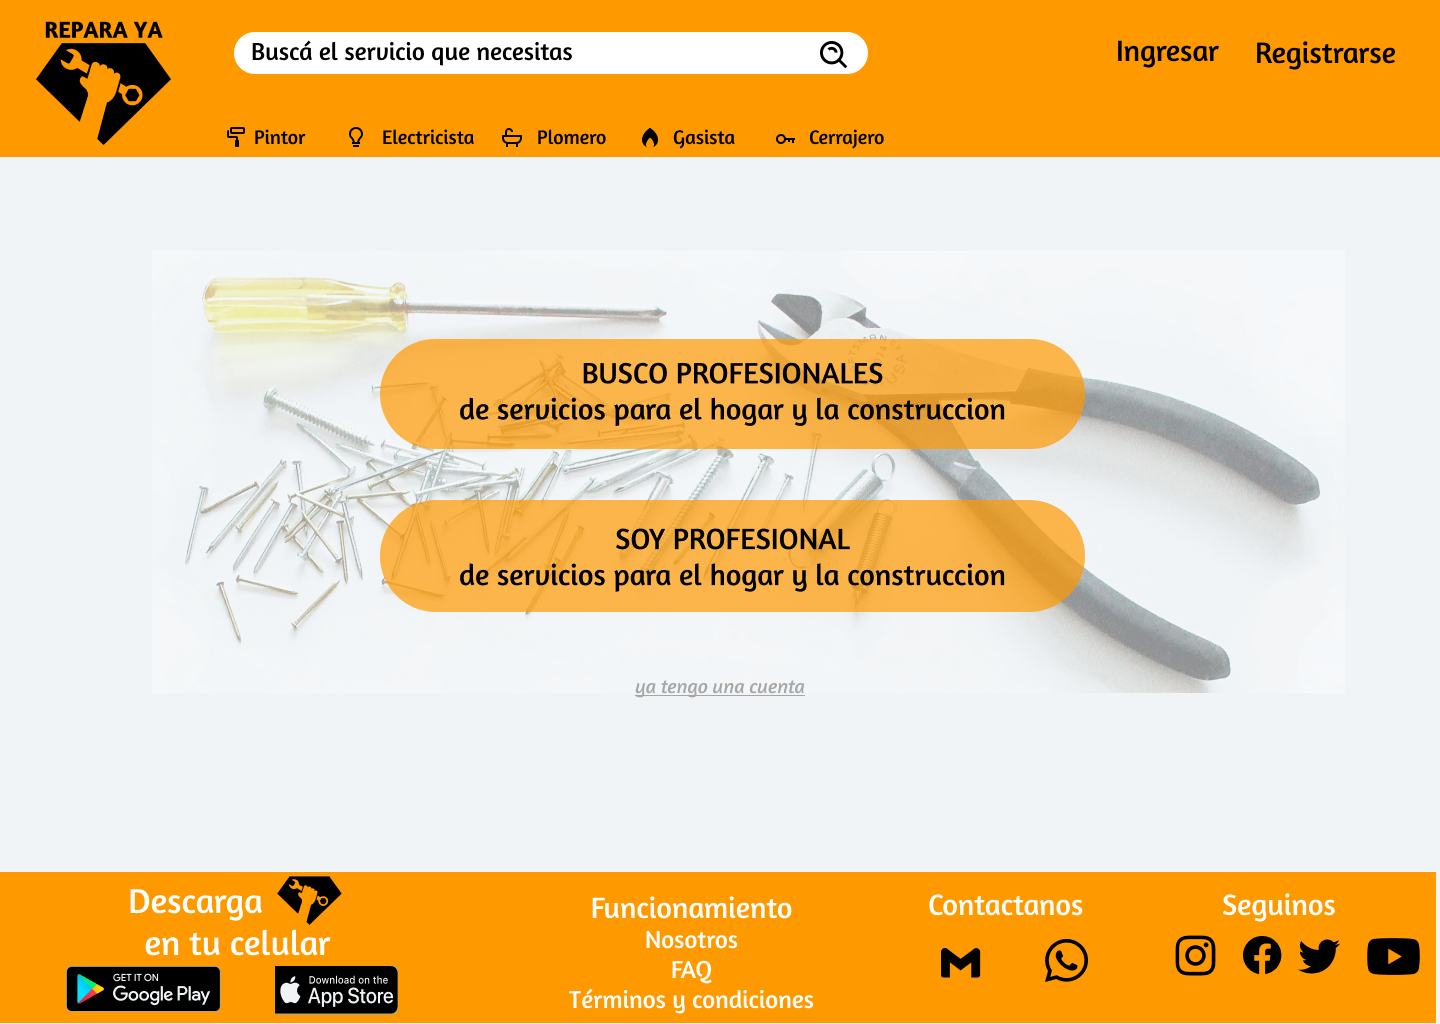 REPARA YA
Buscá el servicio que necesitas
Ingresar
Registrarse
Pintor
Electricista
Plomero
Gasista
Cerrajero
BUSCO PROFESIONALES
de servicios para el hogar y la construccion
SOY PROFESIONAL
de servicios para el hogar y la construccion
ya tengo una cuenta
Descarga
en tu celular
GET IT ON
Google Play
Download on the
App Store
Funcionamiento
Nosotros
FAQ
Términos y condiciones
Contactanos
Seguinos